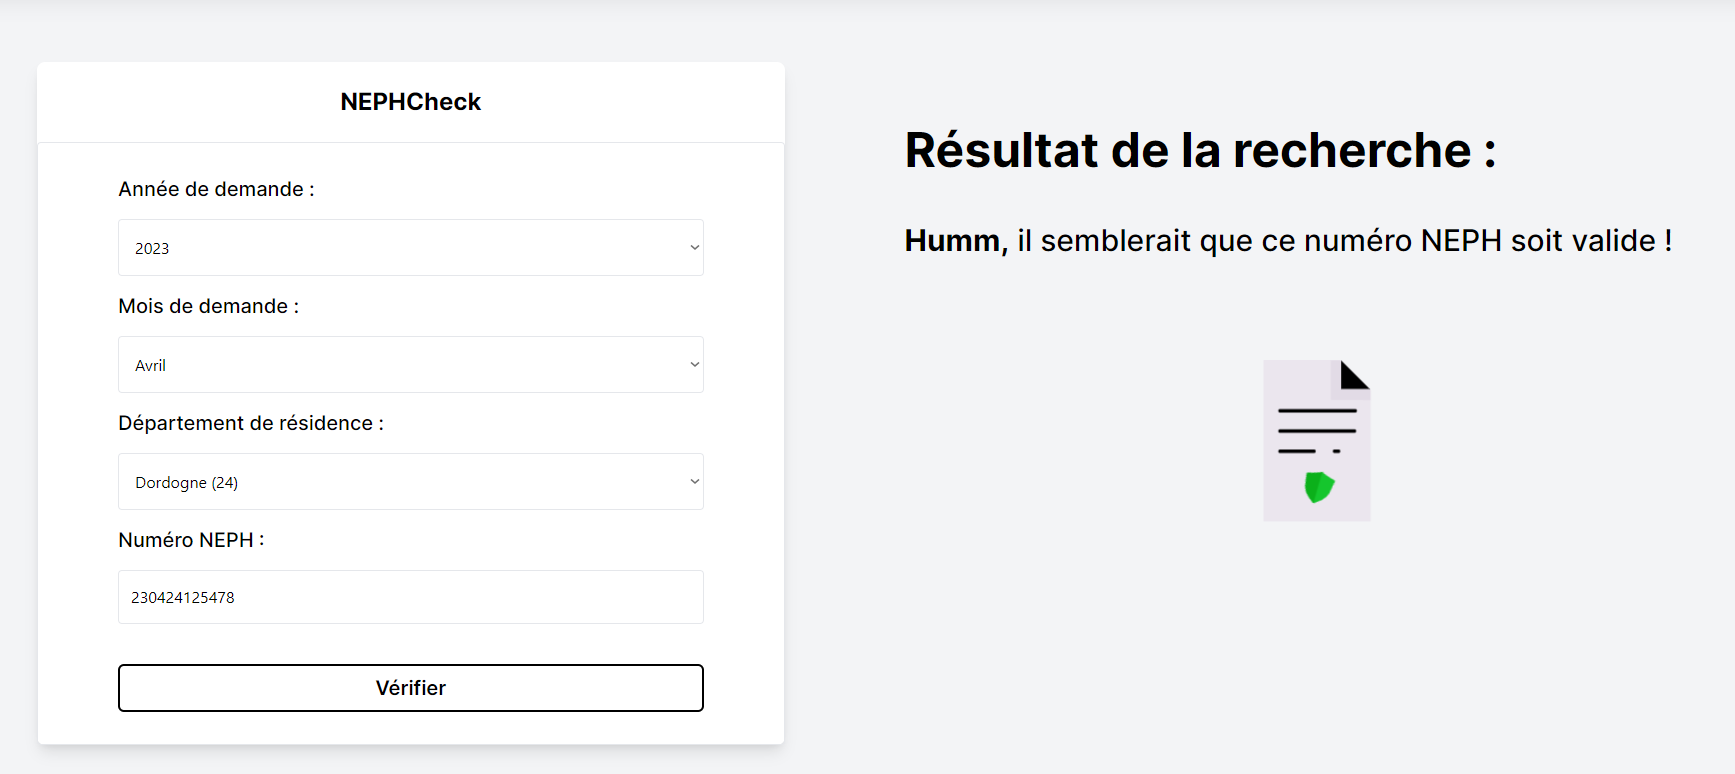 NEPHCheck
Année de demande :
2023
Mois de demande :
Avril
Département de résidence :
Dordogne (24)
Numéro NEPH :
230424125478
Vérifier
Résultat de la recherche :
Humm, il semblerait que ce numéro NEPH soit valide !